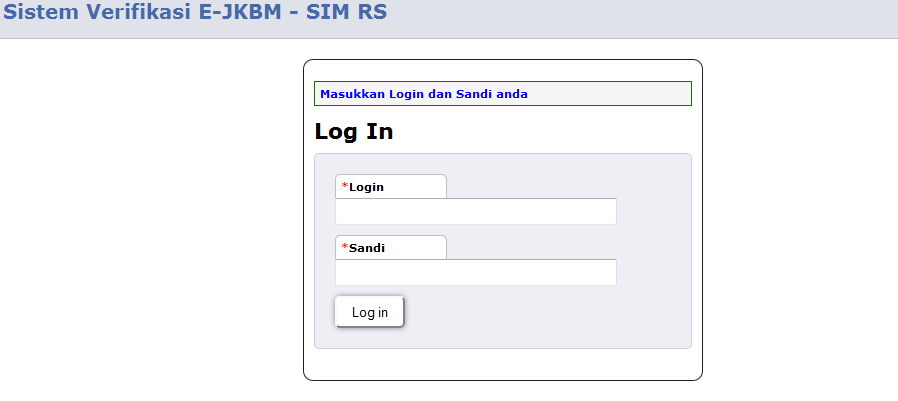 Sistem Verifikasi E-JKBM - SIM RS
Masukkan Login dan Sandi anda
Log In
*Login
*Sandi
Log in